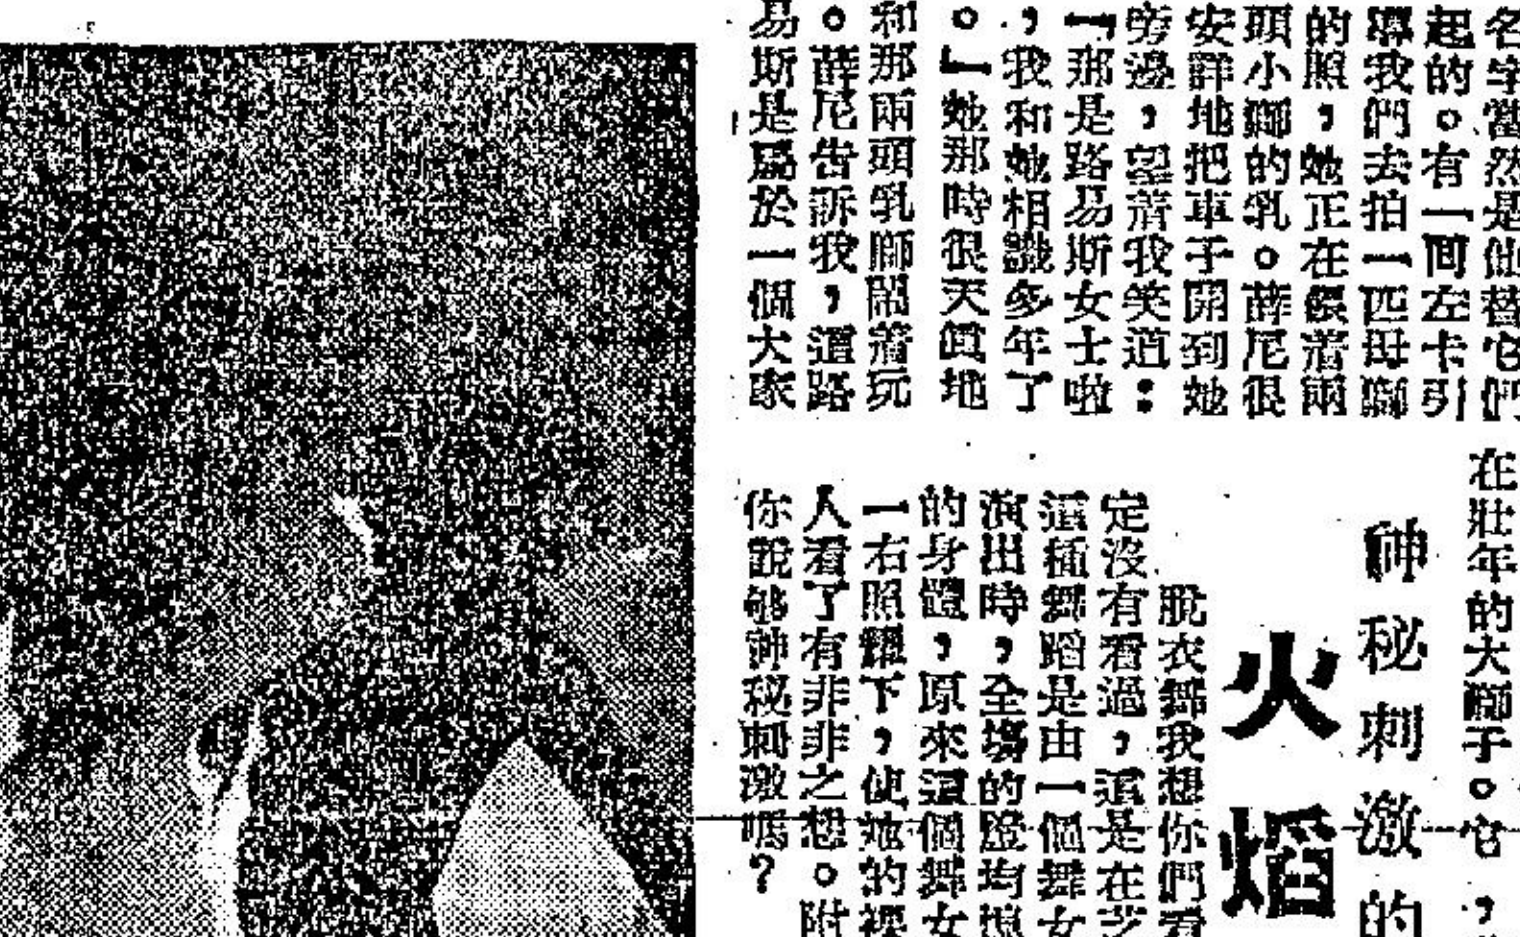 名字當然是他替它們
起的。有一間左卡引
導我們去拍一匹母獅
的照，她正在餵着兩
頭小獅的乳。薛尼很
安詳地把車子開到她
旁邊，望着我笑道：
「那是路易斯女士啦
，我和她相識多年了
。」她那時很天眞地
和那兩頭乳獅鬧着玩
。薛尼告訴我，這路
易斯是屬於一個大家
在壯年的大獅子。它，
神秘刺激的
火焰
脫衣舞我想你們看
定沒有看過，這是在芝
這種舞蹈是由一個舞女
演出時，全場的燈均熄
的身體，原來這個舞女
一右照耀下，使她的裸
人看了有非非之想。附
你說够神秘刺激嗎？